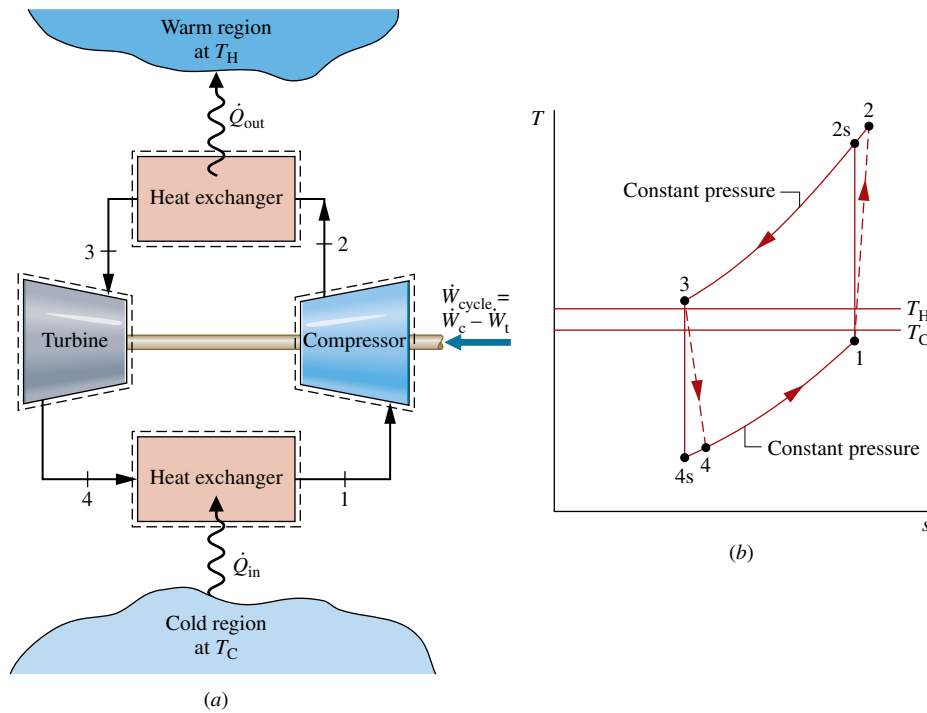 Warm region
at T_H
Q̇_out
Heat exchanger
3
2
Turbine
Compressor
Ẇ_cycle =
Ẇ_c − Ẇ_t
4
Heat exchanger
1
Q̇_in
Cold region
at T_C
(a)
T
2
2s
Constant pressure
3
T_H
T_C
1
4
4s
Constant pressure
s
(b)